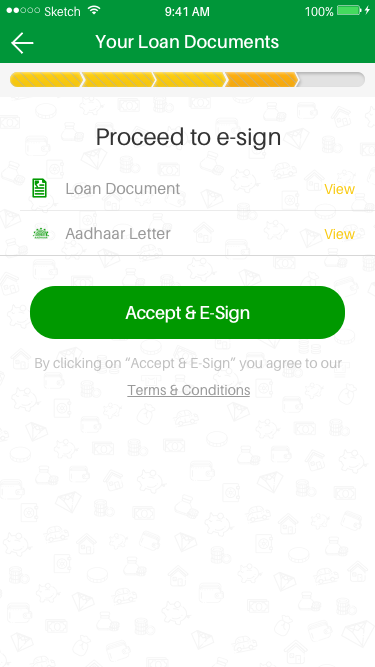 Sketch 9:41 AM 100%
Your Loan Documents
Proceed to e-sign
Loan Document View
Aadhaar Letter View
Accept & E-Sign
By clicking on “Accept & E-Sign” you agree to our
Terms & Conditions